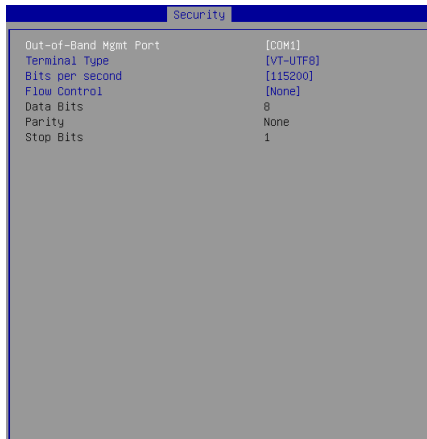 Security
Out-of-Band Mgmt Port [COM1]
Terminal Type [VT-UTF8]
Bits per second [115200]
Flow Control [None]
Data Bits 8
Parity None
Stop Bits 1